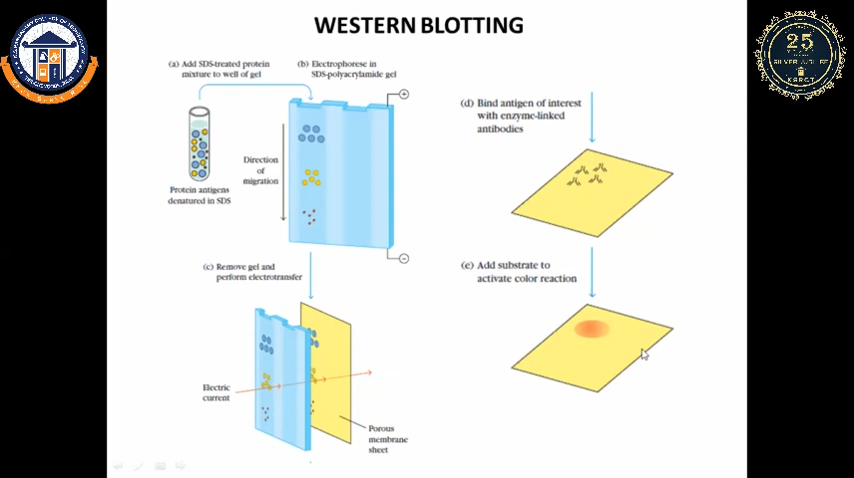 WESTERN BLOTTING
(a) Add SDS-treated protein
mixture to well of gel
(b) Electrophorese in
SDS-polyacrylamide gel
+
Direction
of
migration
Protein antigens
denatured in SDS
−
(c) Remove gel and
perform electrotransfer
Electric
current
Porous
membrane
sheet
(d) Bind antigen of interest
with enzyme-linked
antibodies
(e) Add substrate to
activate color reaction
25
SILVER JUBILEE